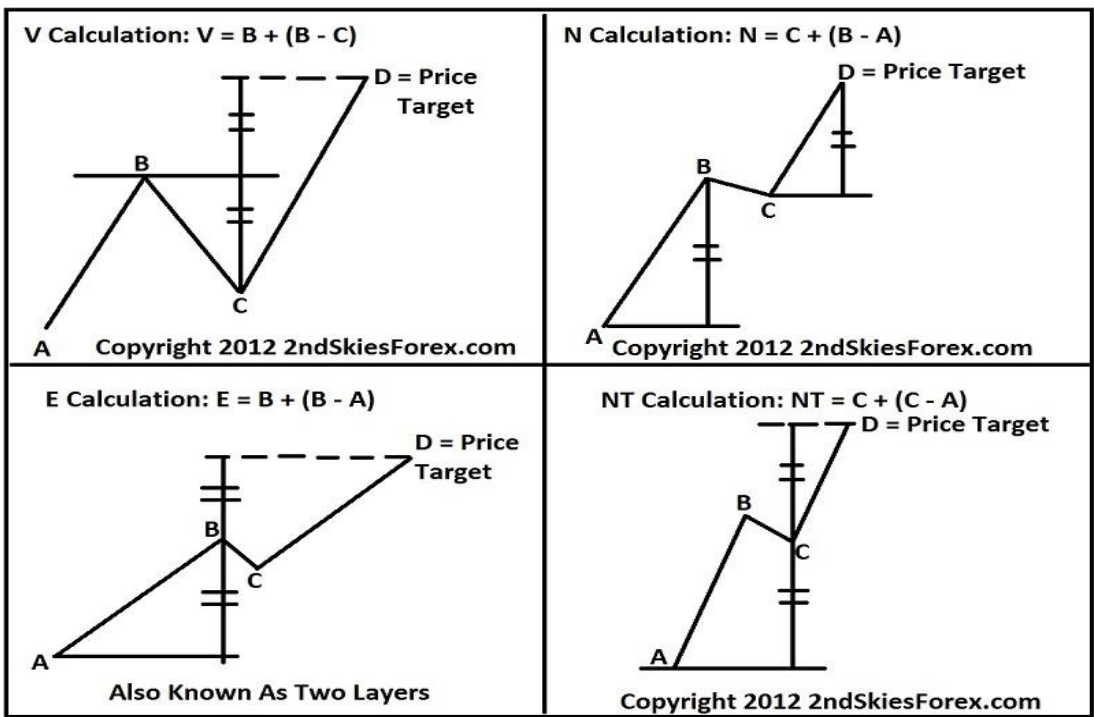 V Calculation: V = B + (B - C)
D = Price
Target
B
C
A
Copyright 2012 2ndSkiesForex.com
N Calculation: N = C + (B - A)
D = Price Target
B
C
A
Copyright 2012 2ndSkiesForex.com
E Calculation: E = B + (B - A)
D = Price
Target
B
C
A
Also Known As Two Layers
NT Calculation: NT = C + (C - A)
D = Price Target
B
C
A
Copyright 2012 2ndSkiesForex.com